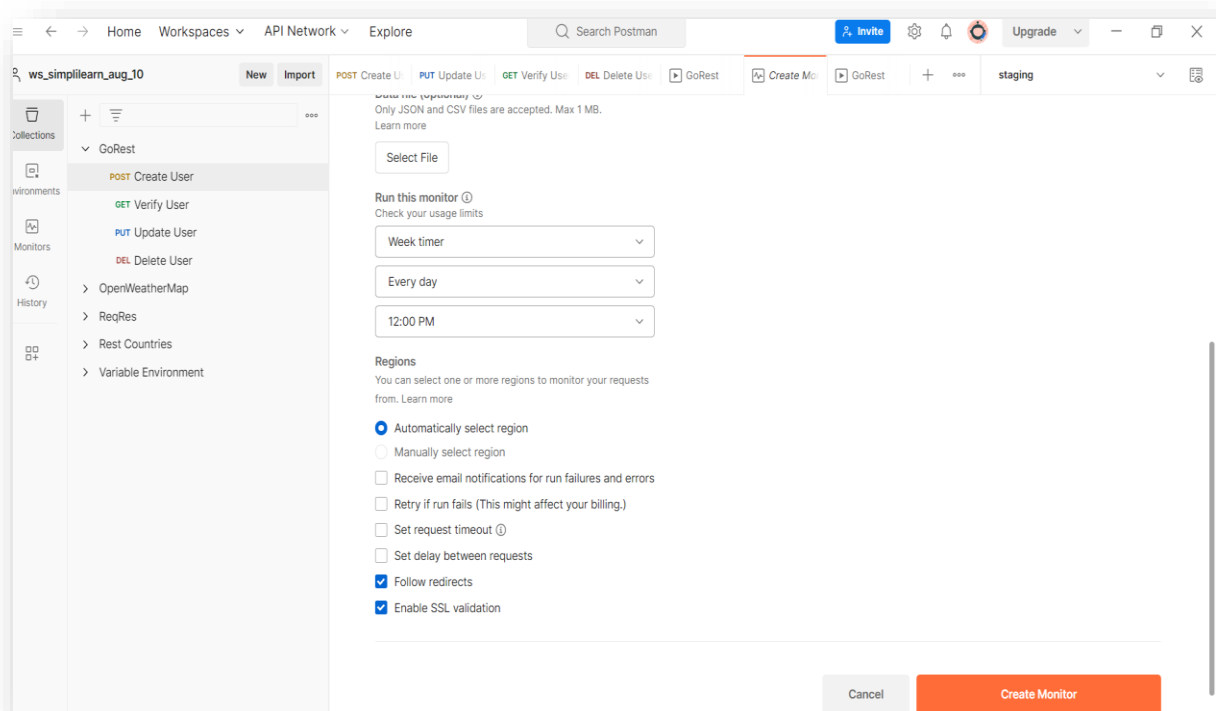 Home Workspaces API Network Explore Search Postman Invite Upgrade
ws_simplilearn_aug_10 New Import POST Create U PUT Update Us GET Verify Use DEL Delete Use GoRest Create Mo GoRest staging
Data file (optional)
Only JSON and CSV files are accepted. Max 1 MB.
Learn more
Select File
Run this monitor
Check your usage limits
Week timer
Every day
12:00 PM
Regions
You can select one or more regions to monitor your requests
from. Learn more
Automatically select region
Manually select region
Receive email notifications for run failures and errors
Retry if run fails (This might affect your billing.)
Set request timeout
Set delay between requests
Follow redirects
Enable SSL validation
Cancel Create Monitor
Collections
vironments
Monitors
History
GoRest
POST Create User
GET Verify User
PUT Update User
DEL Delete User
OpenWeatherMap
ReqRes
Rest Countries
Variable Environment